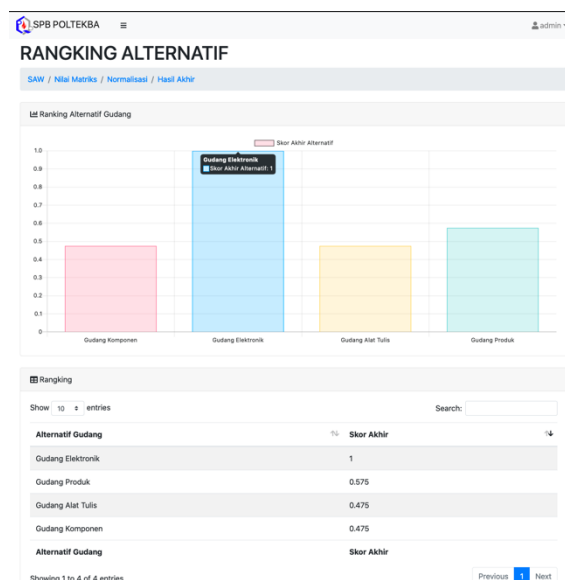 SPB POLTEKBA
admin
RANGKING ALTERNATIF
SAW / Nilai Matriks / Normalisasi / Hasil Akhir
Ranking Alternatif Gudang
Skor Akhir Alternatif
1.0
0.9
0.8
0.7
0.6
0.5
0.4
0.3
0.2
0.1
0
Gudang Elektronik
Skor Akhir Alternatif: 1
Gudang Komponen Gudang Elektronik Gudang Alat Tulis Gudang Produk
Rangking
Show 10 entries Search:
Alternatif Gudang Skor Akhir
Gudang Elektronik 1
Gudang Produk 0.575
Gudang Alat Tulis 0.475
Gudang Komponen 0.475
Alternatif Gudang Skor Akhir
Showing 1 to 4 of 4 entries Previous 1 Next